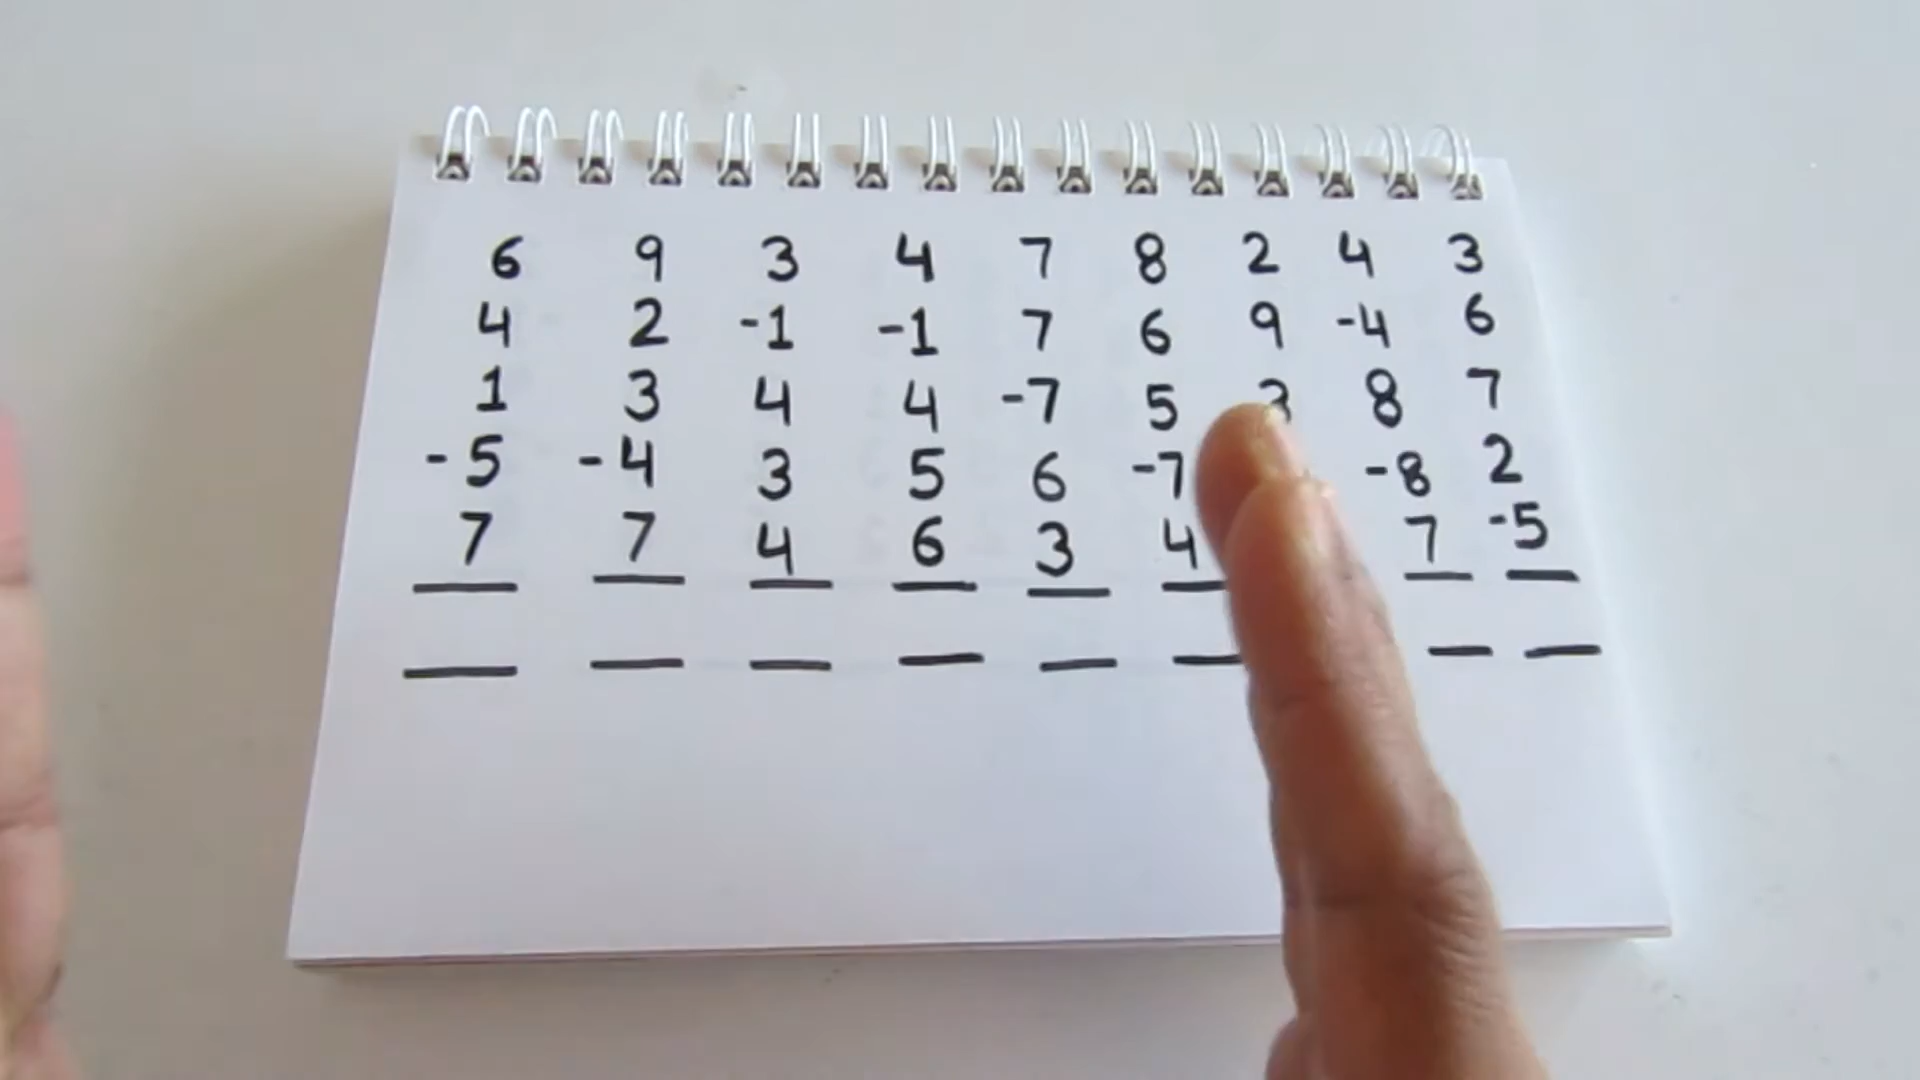 6 9 3 4 7 8 2 4 3
4 2 -1 -1 7 6 9 -4 6
1 3 4 4 -7 5 3 8 7
-5 -4 3 5 6 -7 -8 2
7 7 4 6 3 4 7 -5